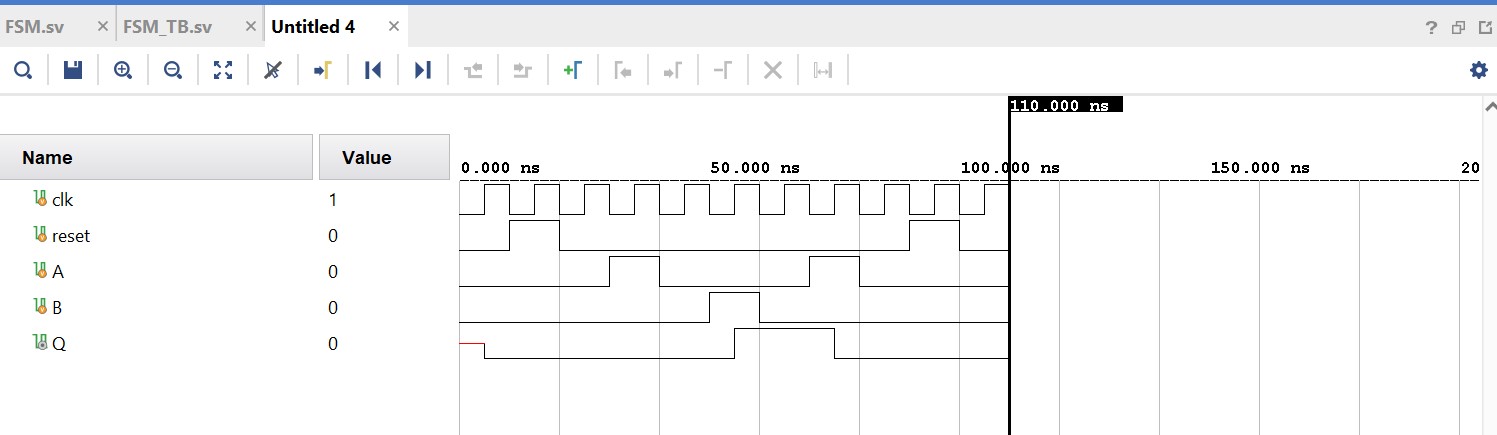 FSM.sv FSM_TB.sv Untitled 4
110.000 ns
Name Value
0.000 ns 50.000 ns 100.000 ns 150.000 ns 20
clk 1
reset 0
A 0
B 0
Q 0